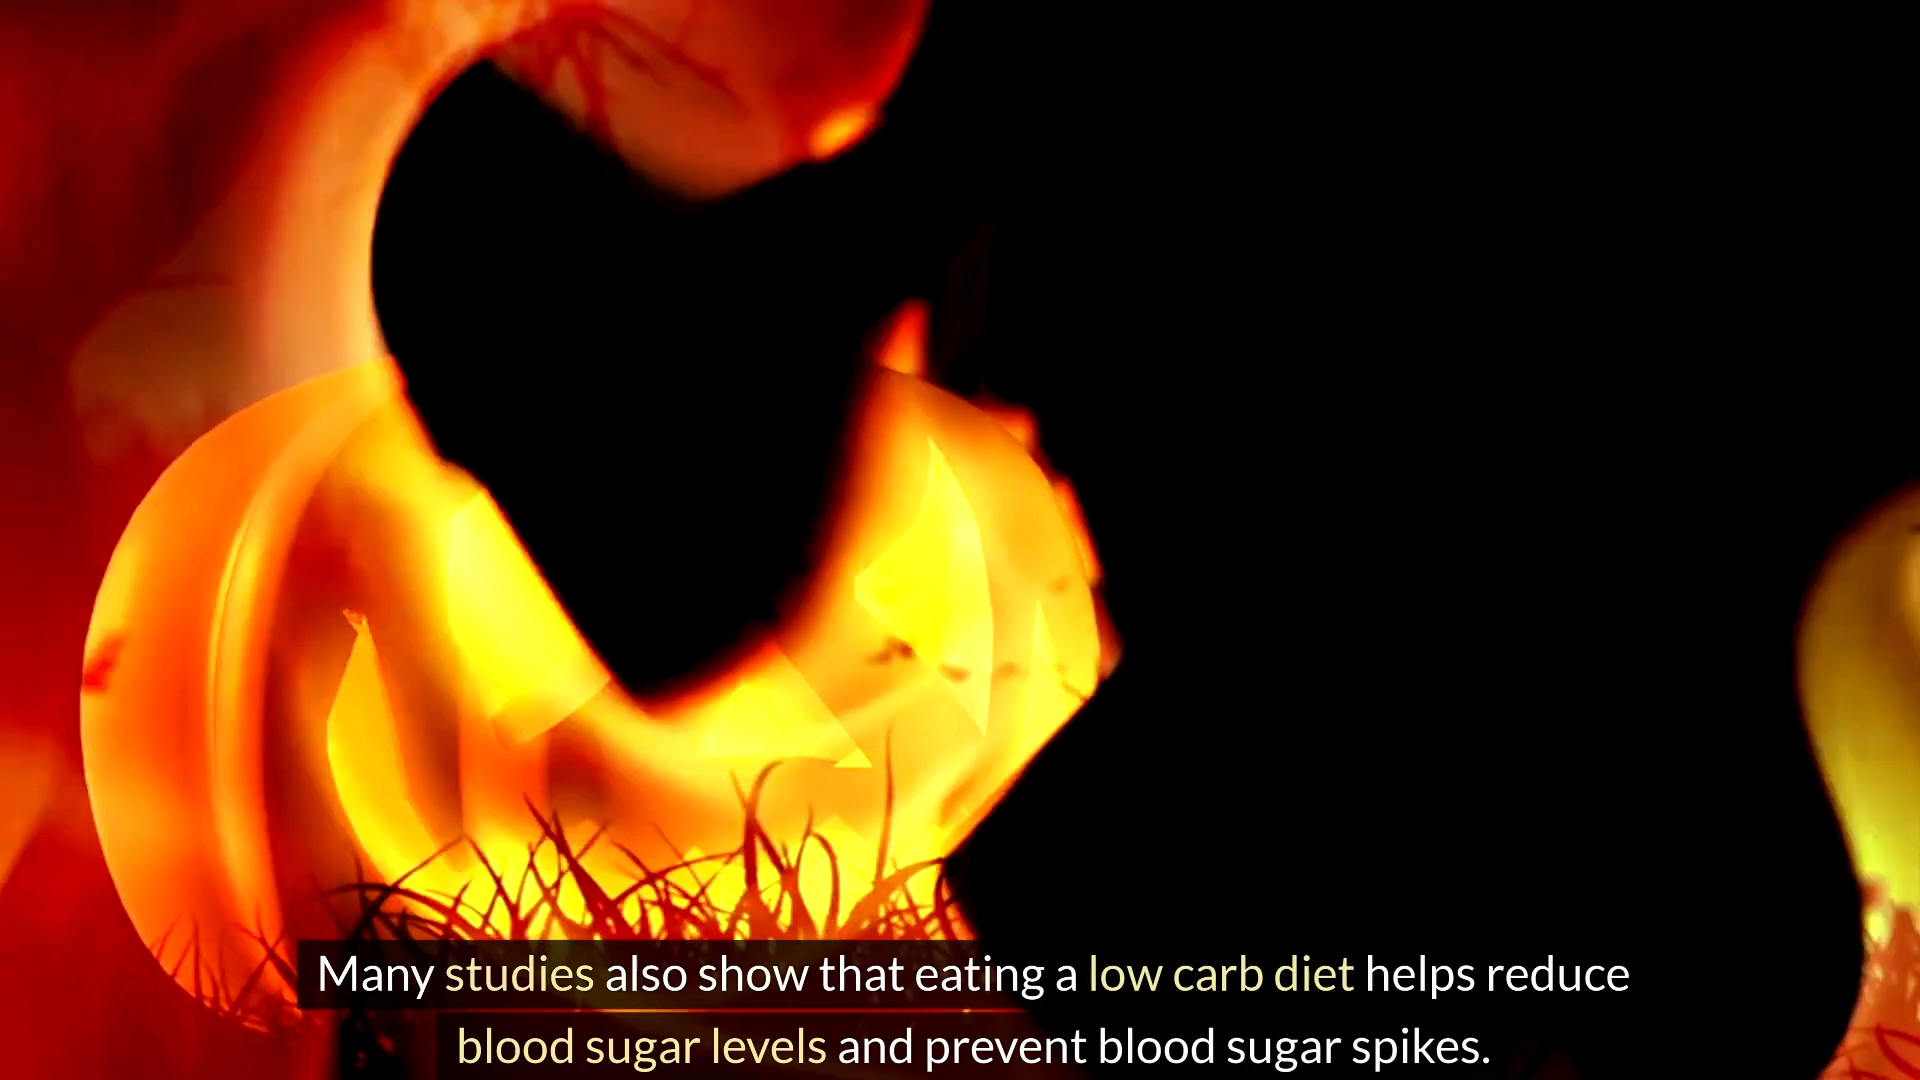 Many studies also show that eating a low carb diet helps reduce
blood sugar levels and prevent blood sugar spikes.